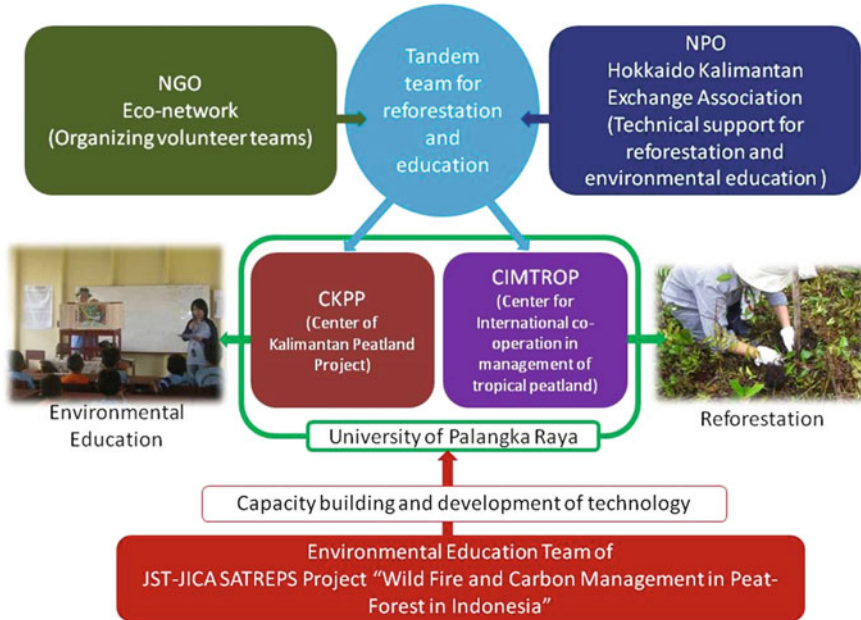 NGO
Eco-network
(Organizing volunteer teams)
Tandem
team for
reforestation
and
education
NPO
Hokkaido Kalimantan
Exchange Association
(Technical support for
reforestation and
environmental education )
CKPP
(Center of
Kalimantan Peatland
Project)
CIMTROP
(Center for
International co-
operation in
management of
tropical peatland)
Environmental
Education
Reforestation
University of Palangka Raya
Capacity building and development of technology
Environmental Education Team of
JST-JICA SATREPS Project “Wild Fire and Carbon Management in Peat-
Forest in Indonesia”